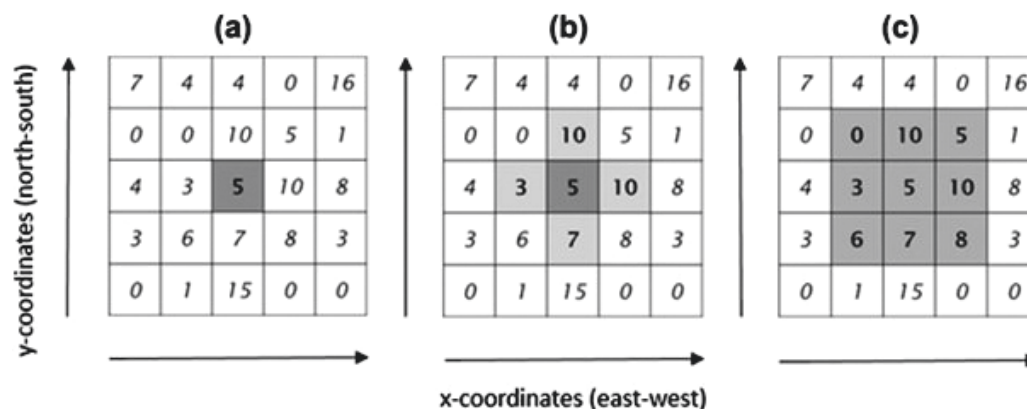 (a) (b) (c)
y-coordinates (north-south)
7 4 4 0 16
0 0 10 5 1
4 3 5 10 8
3 6 7 8 3
0 1 15 0 0
7 4 4 0 16
0 0 10 5 1
4 3 5 10 8
3 6 7 8 3
0 1 15 0 0
7 4 4 0 16
0 0 10 5 1
4 3 5 10 8
3 6 7 8 3
0 1 15 0 0
x-coordinates (east-west)